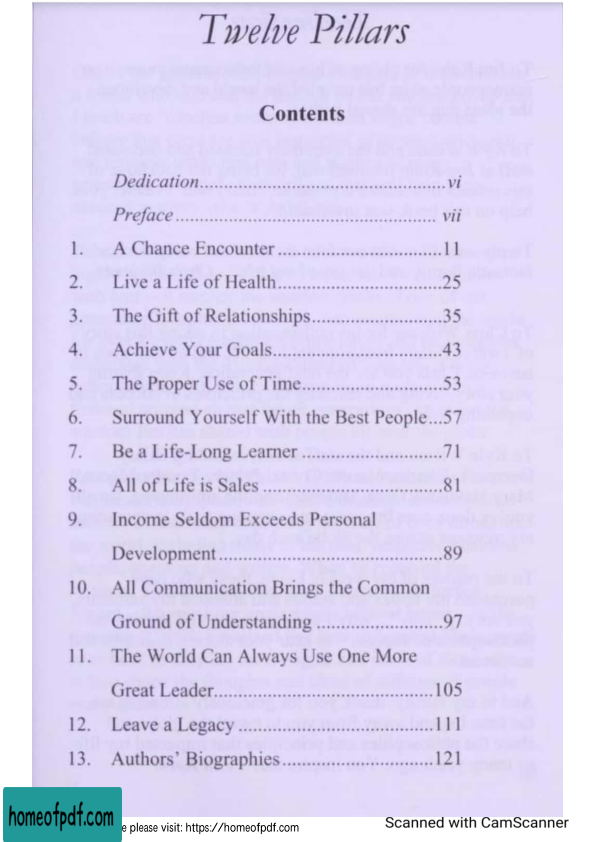 Twelve Pillars
Contents
Dedication..........................................vi
Preface............................................ vii
1. A Chance Encounter............................11
2. Live a Life of Health............................25
3. The Gift of Relationships......................35
4. Achieve Your Goals.............................43
5. The Proper Use of Time........................53
6. Surround Yourself With the Best People...57
7. Be a Life-Long Learner ........................71
8. All of Life is Sales ...............................81
9. Income Seldom Exceeds Personal
Development......................................89
10. All Communication Brings the Common
Ground of Understanding .....................97
11. The World Can Always Use One More
Great Leader.....................................105
12. Leave a Legacy .................................111
13. Authors' Biographies..........................121
homeofpdf.com
e please visit: https://homeofpdf.com
Scanned with CamScanner